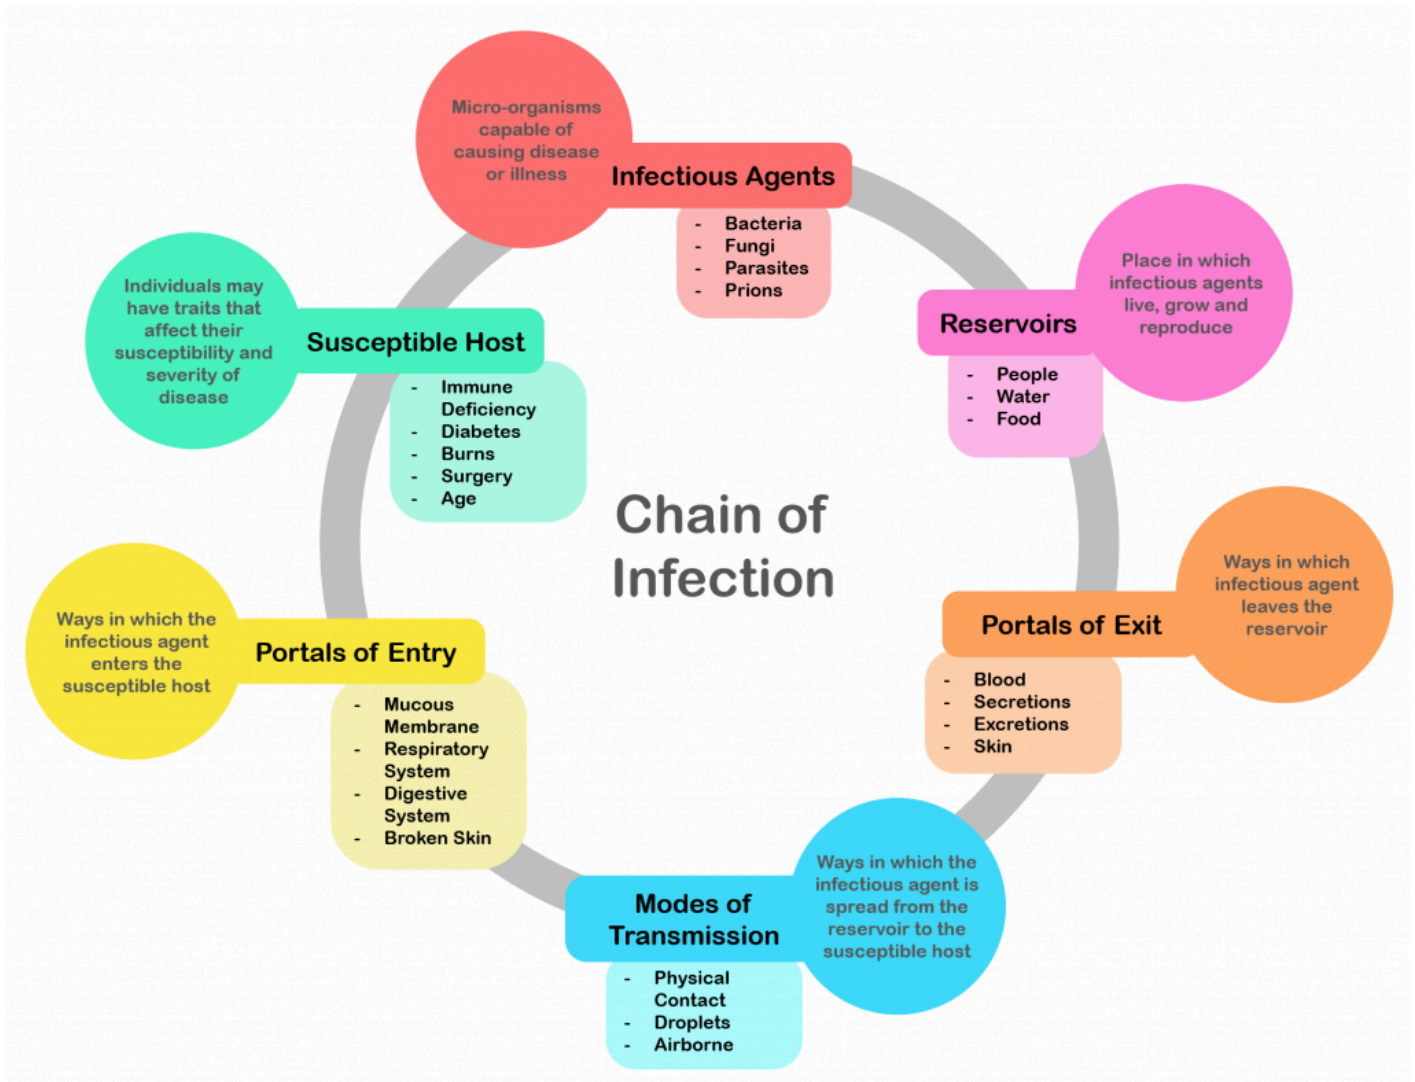 Micro-organisms
capable of
causing disease
or illness
Infectious Agents
- Bacteria
- Fungi
- Parasites
- Prions
Place in which
infectious agents
live, grow and
reproduce
Reservoirs
- People
- Water
- Food
Ways in which
infectious agent
leaves the
reservoir
Portals of Exit
- Blood
- Secretions
- Excretions
- Skin
Ways in which the
infectious agent is
spread from the
reservoir to the
susceptible host
Modes of
Transmission
- Physical
Contact
- Droplets
- Airborne
Ways in which the
infectious agent
enters the
susceptible host
Portals of Entry
- Mucous
Membrane
- Respiratory
System
- Digestive
System
- Broken Skin
Individuals may
have traits that
affect their
susceptibility and
severity of
disease
Susceptible Host
- Immune
Deficiency
- Diabetes
- Burns
- Surgery
- Age
Chain of
Infection